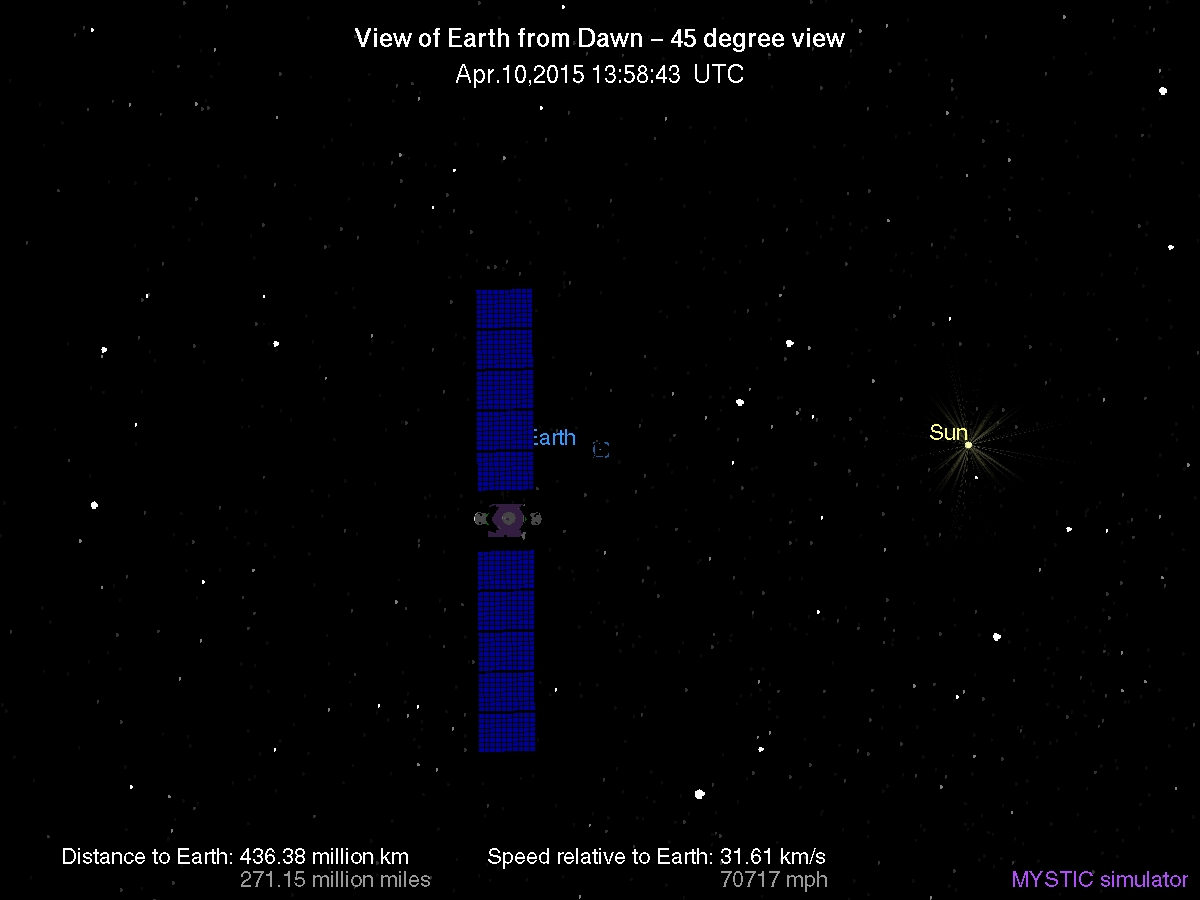 View of Earth from Dawn – 45 degree view
Apr.10,2015 13:58:43 UTC
Earth
Sun
Distance to Earth: 436.38 million km
271.15 million miles
Speed relative to Earth: 31.61 km/s
70717 mph
MYSTIC simulator